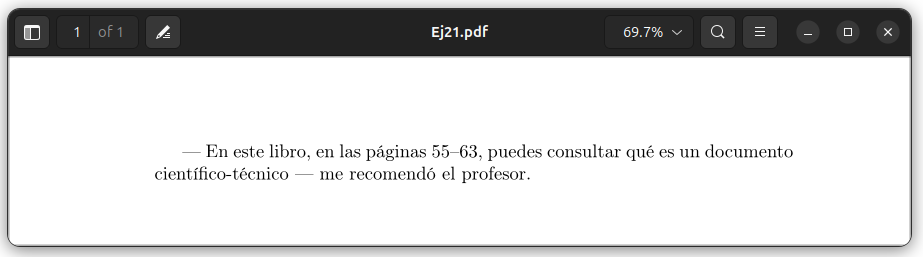 1 of 1 Ej21.pdf 69.7%
— En este libro, en las páginas 55–63, puedes consultar qué es un documento
científico-técnico — me recomendó el profesor.